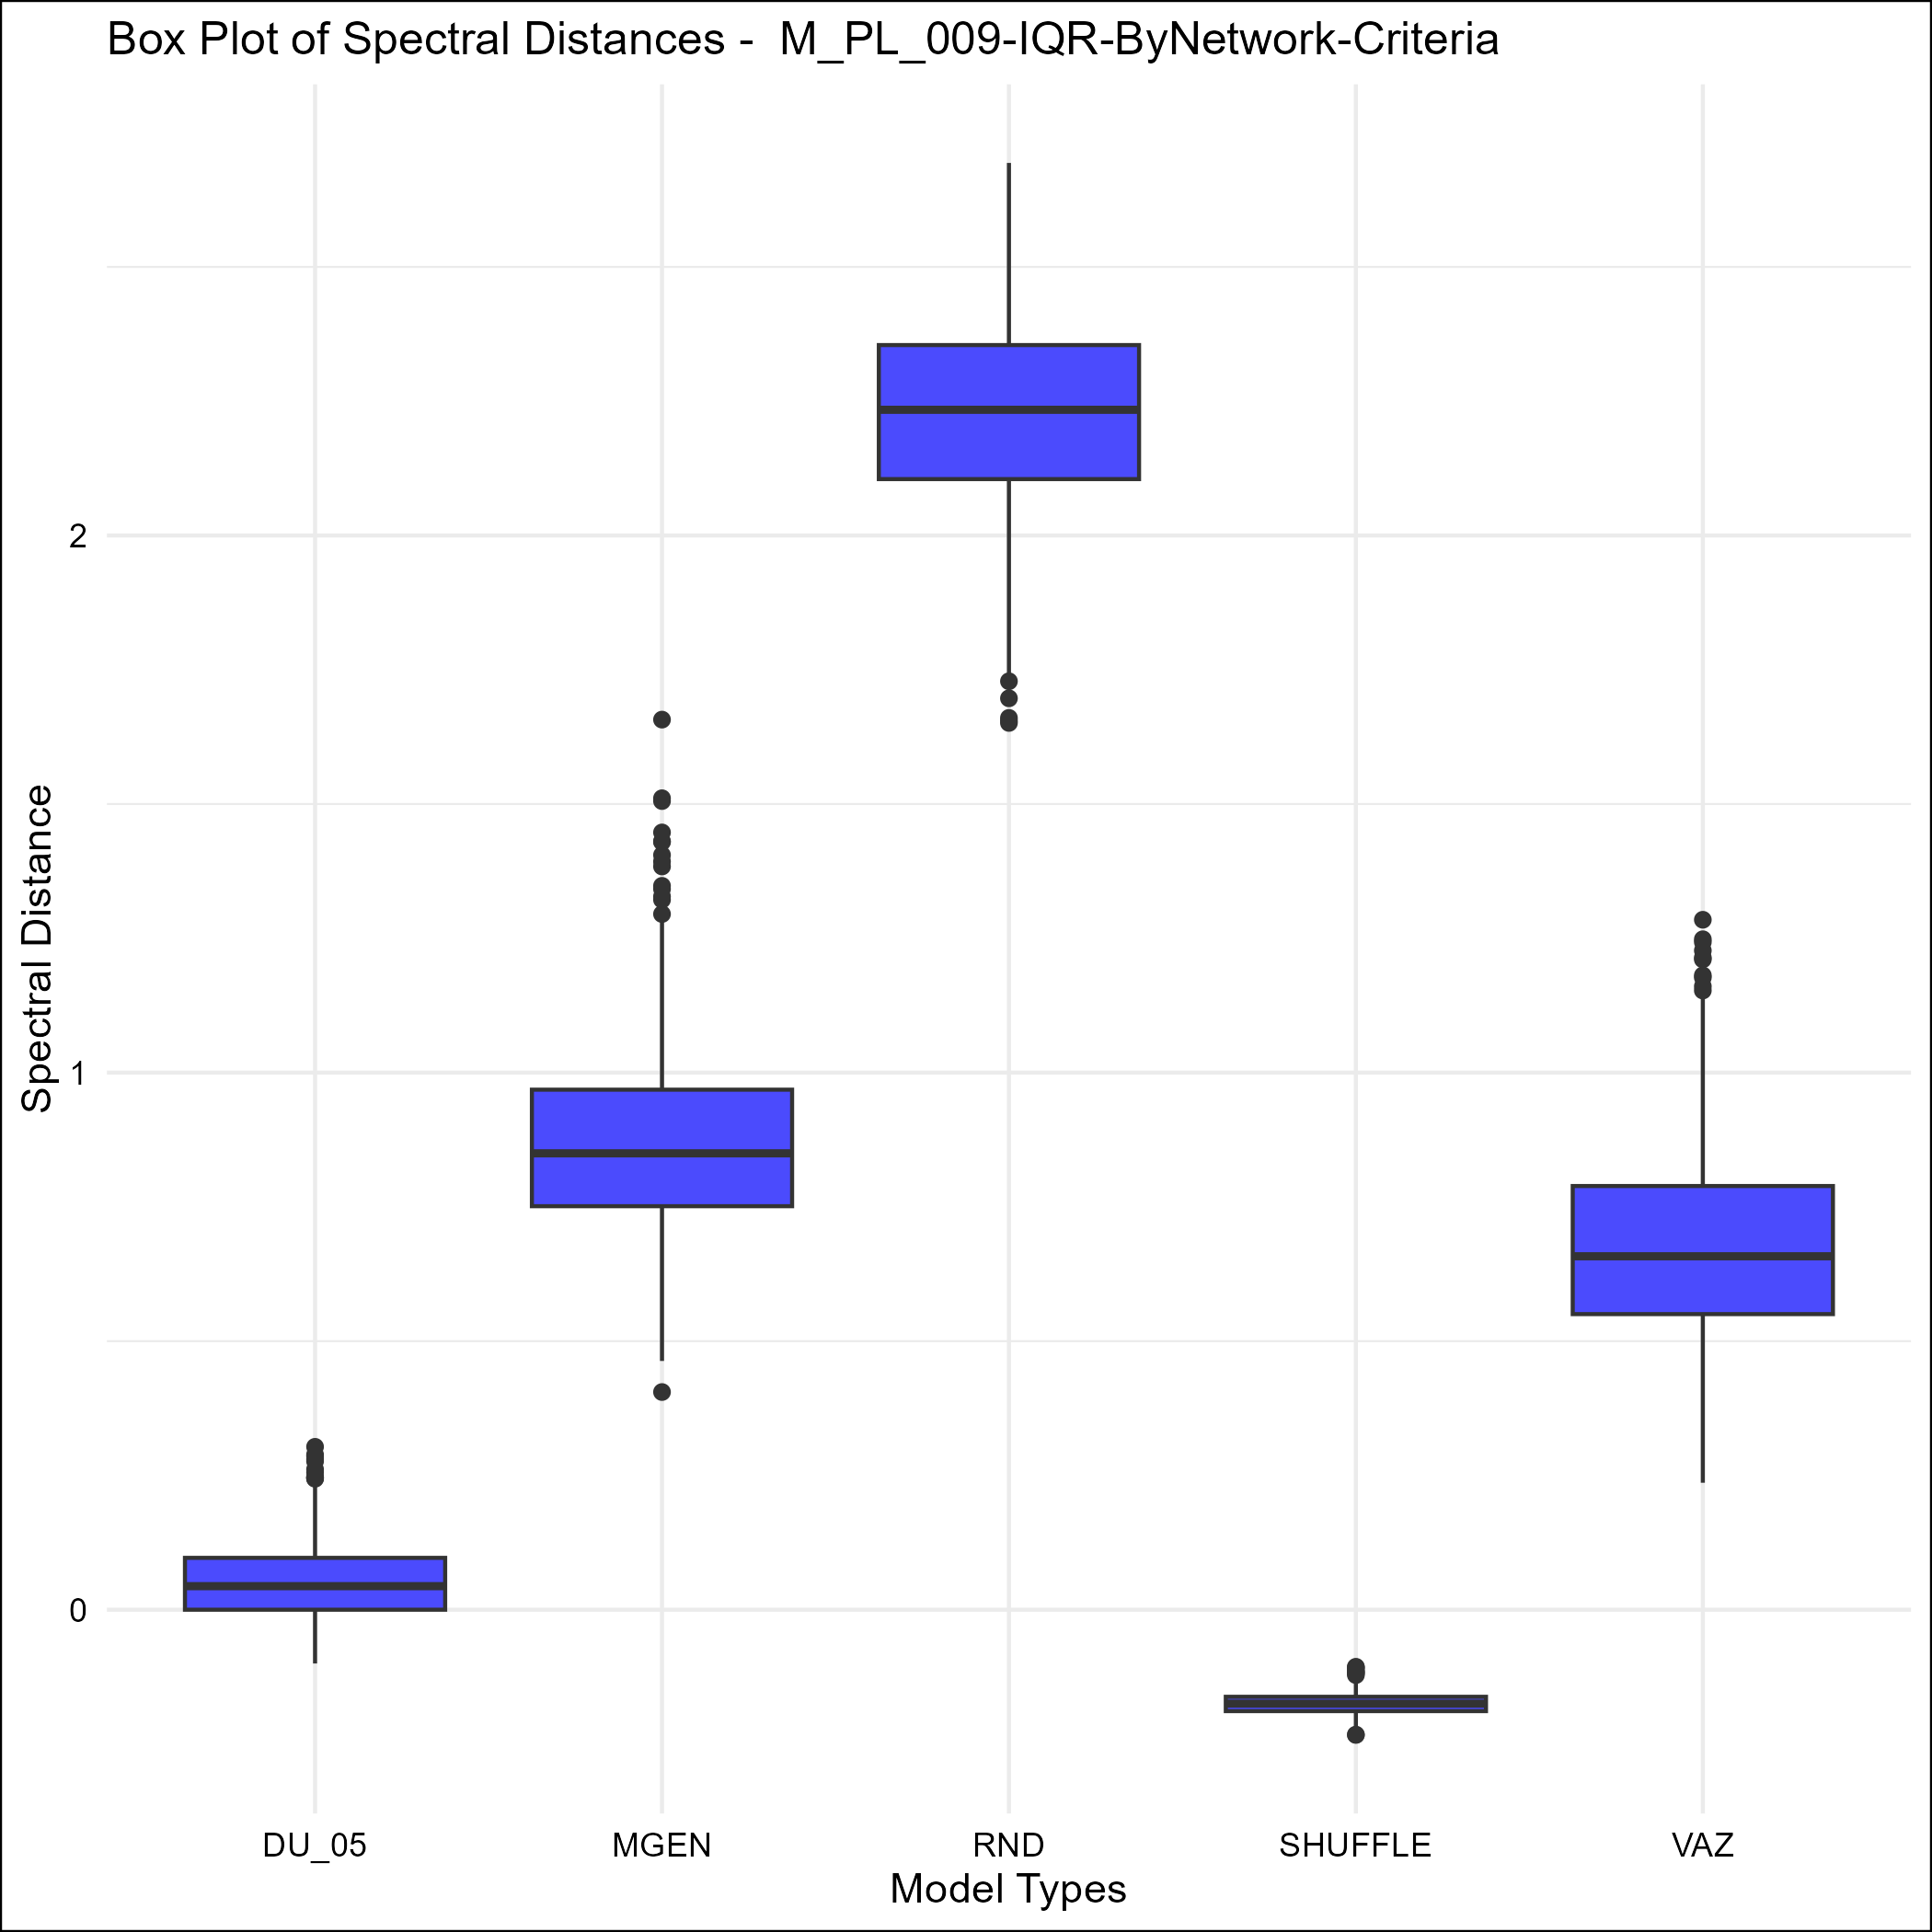 Box Plot of Spectral Distances -  M_PL_009-IQR-ByNetwork-Criteria
Spectral Distance
2
1
0
DU_05 MGEN RND SHUFFLE VAZ
Model Types